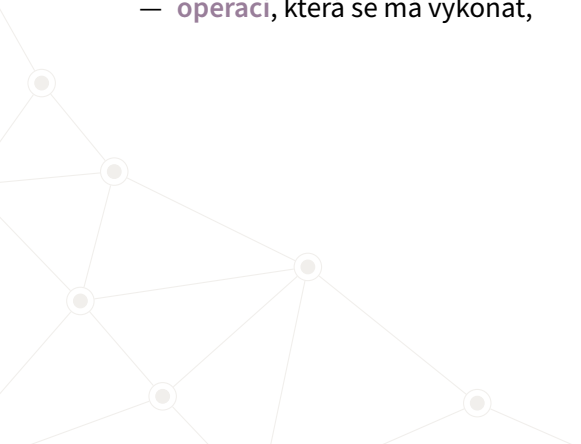 — operaci, která se má vykonat,